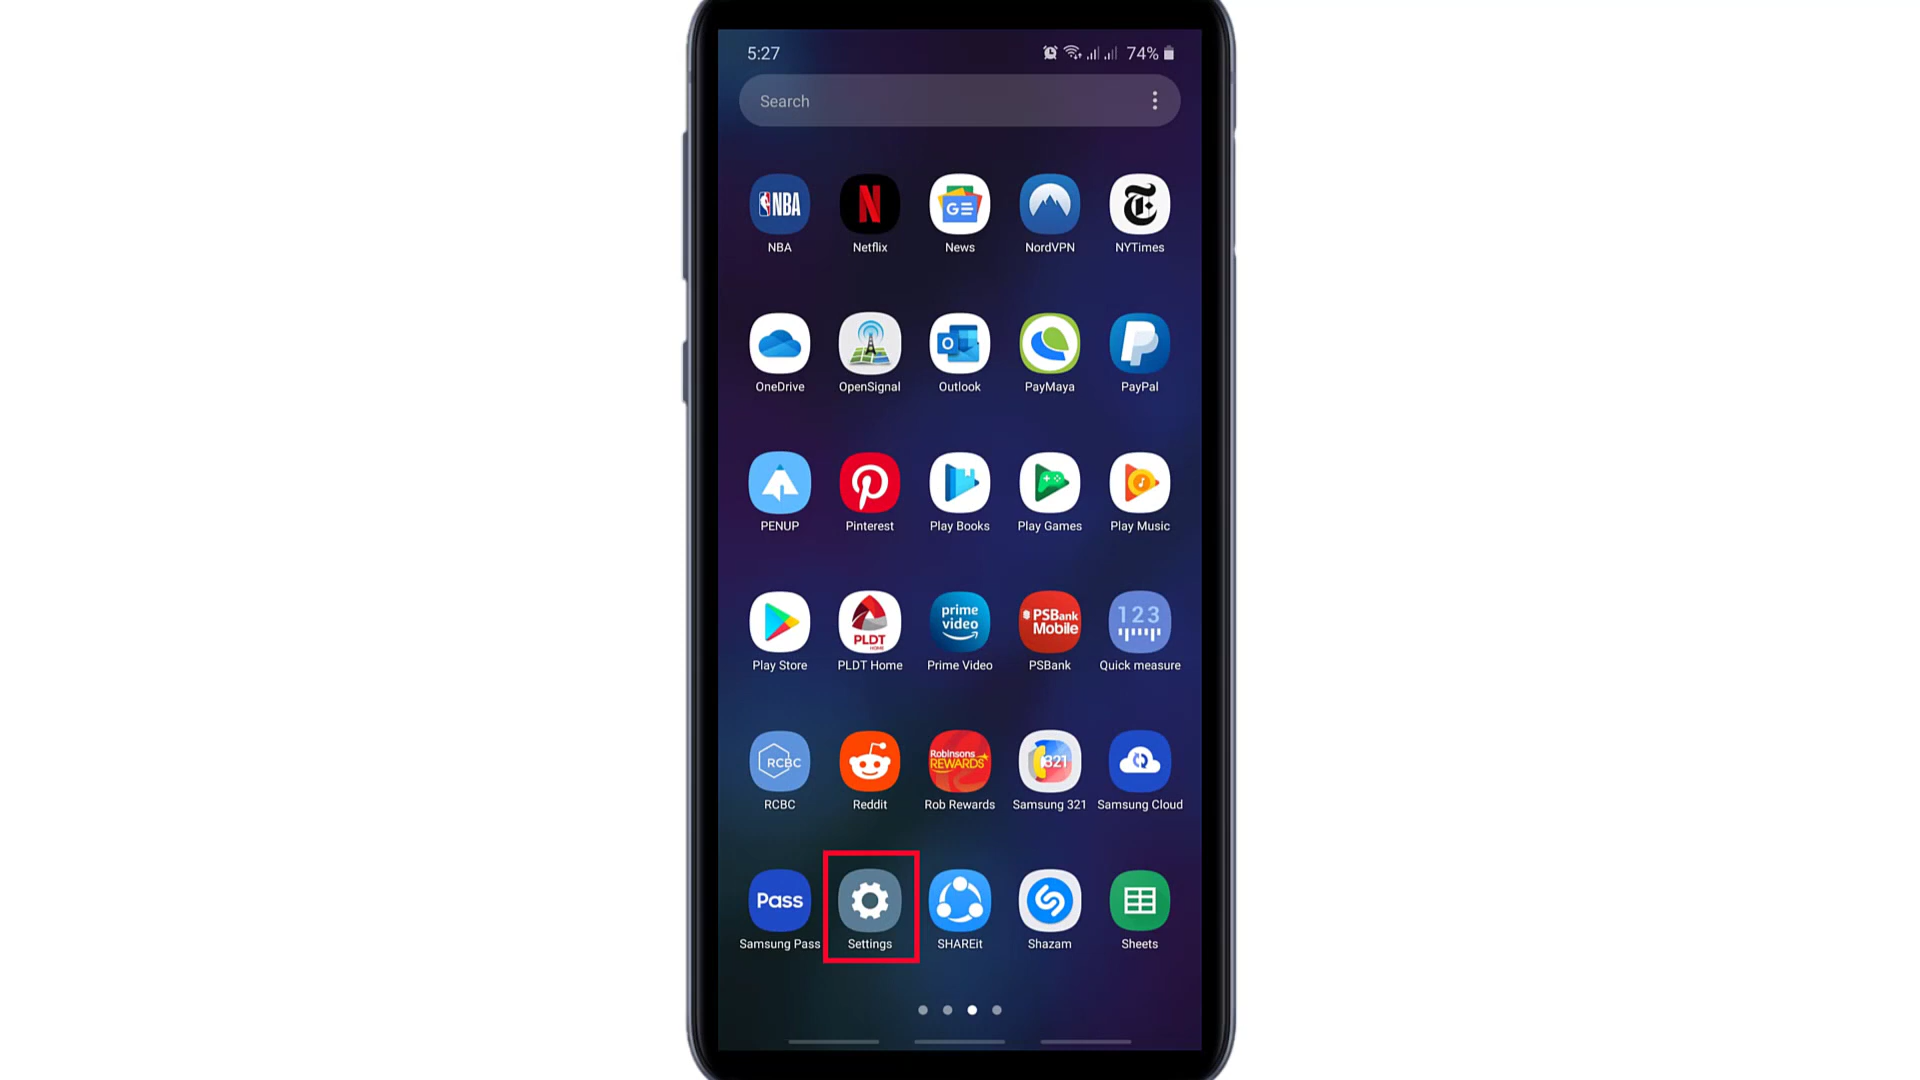 5:27 74%
Search
NBA N GE
NBA Netflix News NordVPN NYTimes
O P
OneDrive OpenSignal Outlook PayMaya PayPal
PENUP Pinterest Play Books Play Games Play Music
PLDT HOME prime video PSBank Mobile 123
Play Store PLDT Home Prime Video PSBank Quick measure
RCBC Robinsons REWARDS 321
RCBC Reddit Rob Rewards Samsung 321 Samsung Cloud
Pass
Samsung Pass Settings SHAREit Shazam Sheets